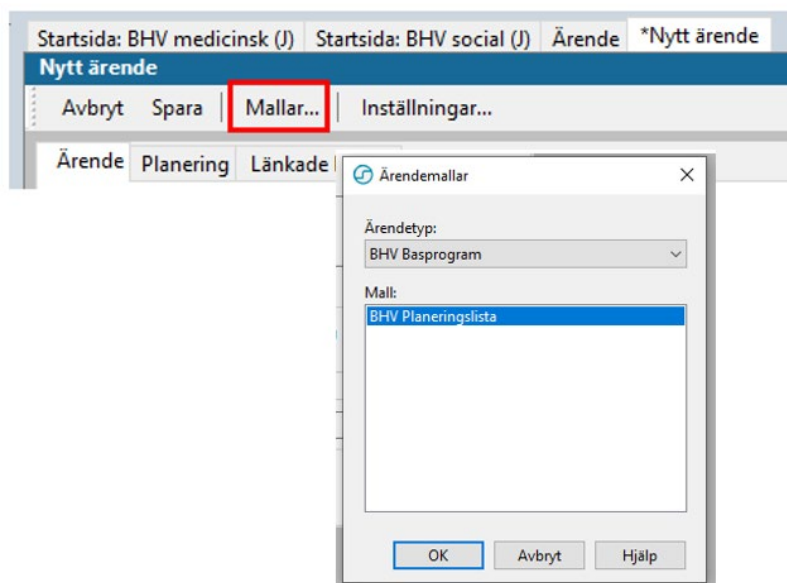 Startsida: BHV medicinsk (J) Startsida: BHV social (J) Ärende *Nytt ärende
Nytt ärende
Avbryt Spara Mallar... Inställningar...
Ärende Planering Länkade
Ärendemallar
Ärendetyp:
BHV Basprogram
Mall:
BHV Planeringslista
OK Avbryt Hjälp